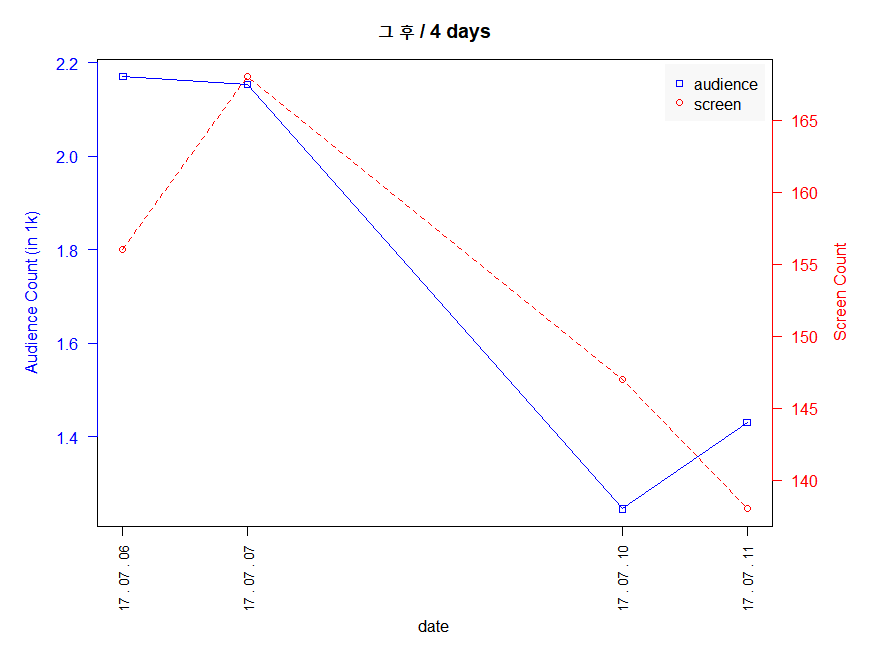 그 후 / 4 days
audience
screen
2.2
2.0
1.8
1.6
1.4
Audience Count (in 1k)
165
160
155
150
145
140
Screen Count
17 . 07 . 06
17 . 07 . 07
17 . 07 . 10
17 . 07 . 11
date